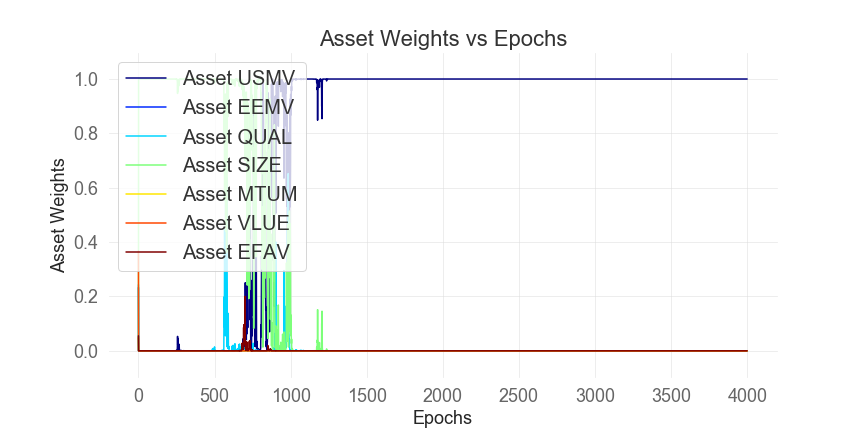 Asset Weights vs Epochs
Asset Weights
1.0
0.8
0.6
0.4
0.2
0.0
Asset USMV
Asset EEMV
Asset QUAL
Asset SIZE
Asset MTUM
Asset VLUE
Asset EFAV
0 500 1000 1500 2000 2500 3000 3500 4000
Epochs